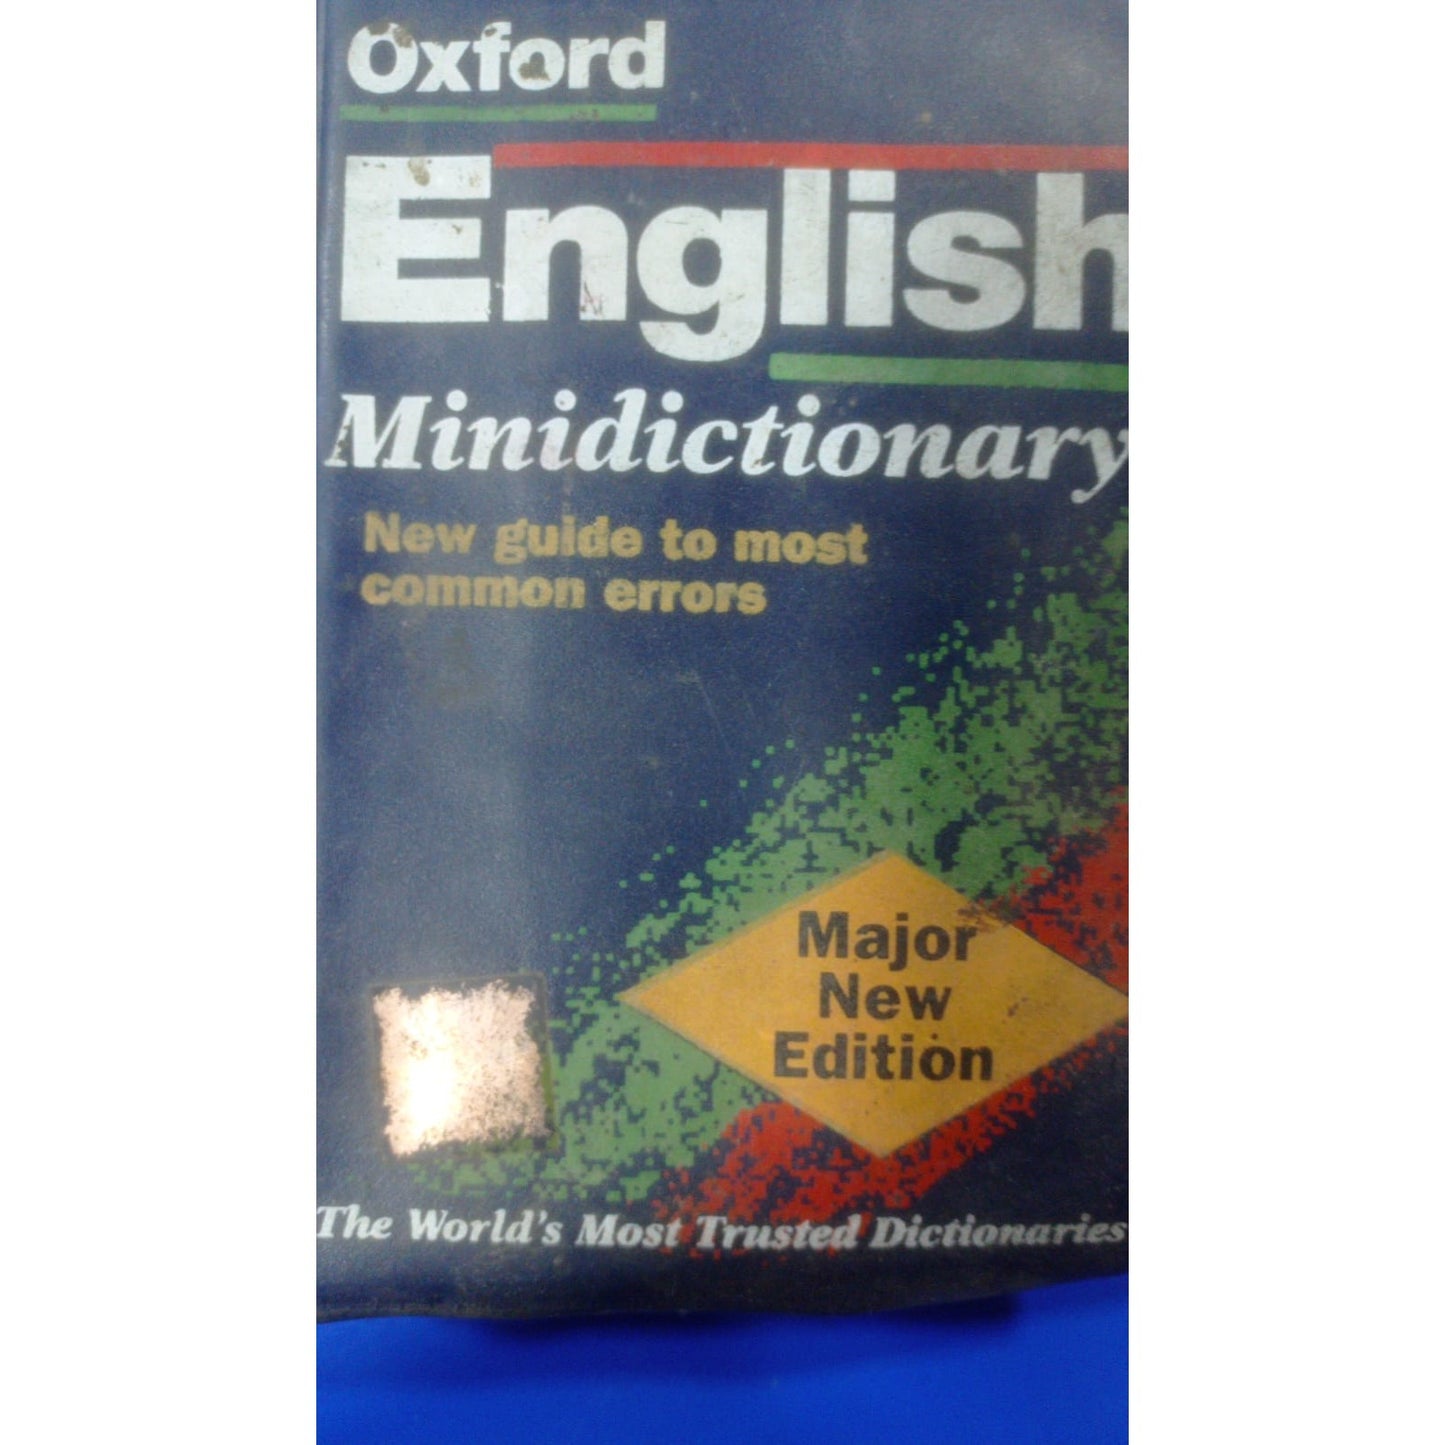 Oxford
English
Minidictionary
New guide to most
common errors
Major
New
Edition
The World's Most Trusted Dictionaries